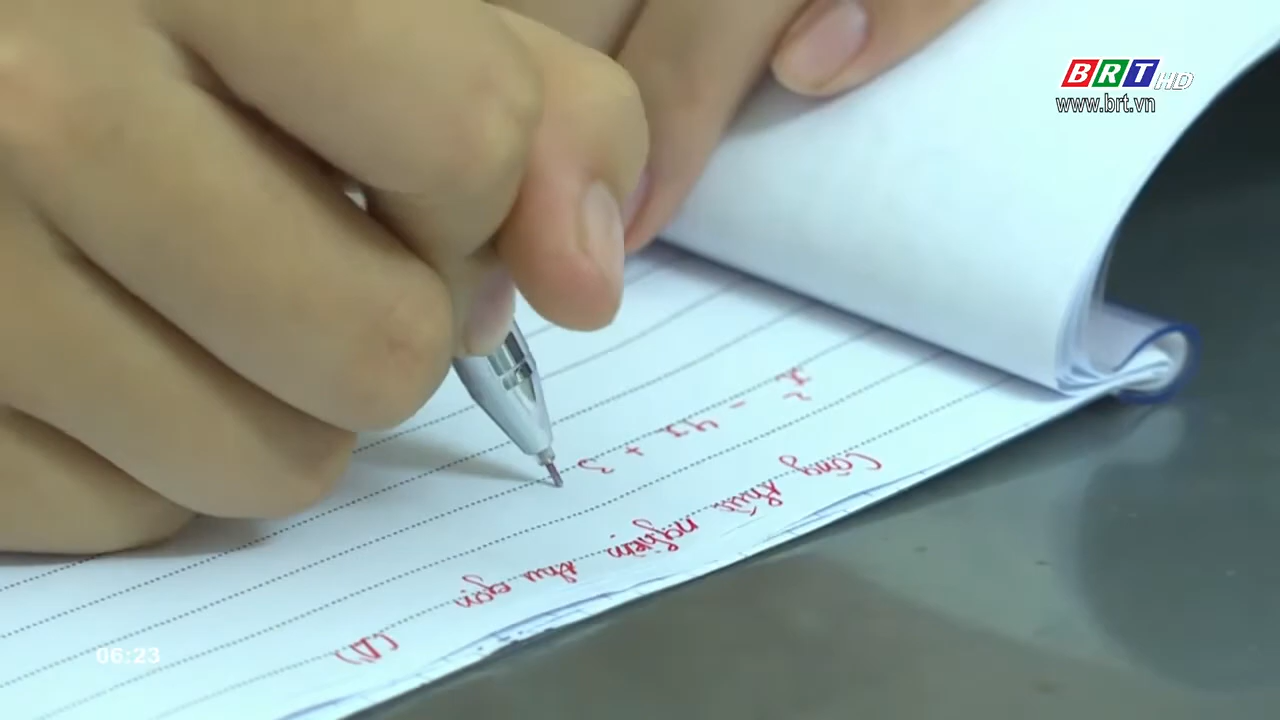 BRT HD
www.brt.vn
Công thức nghiệm thu gọn (Δ')
x² - 4x + 3
06:23